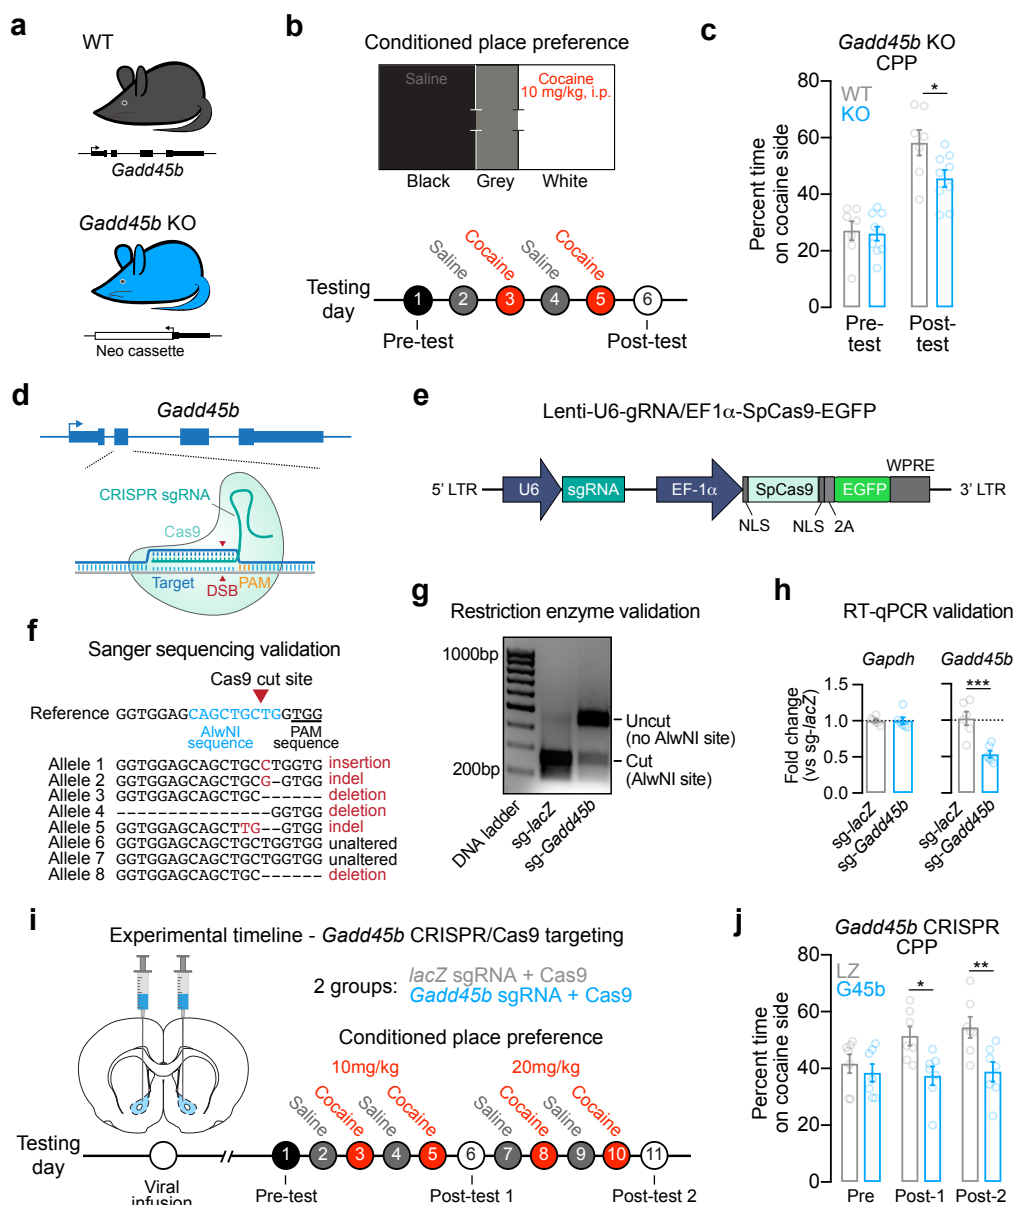 a
WT
Gadd45b
Gadd45b KO
Neo cassette
b
Conditioned place preference
Saline
Cocaine
10 mg/kg, i.p.
Black Grey White
Saline Cocaine Saline Cocaine
Testing
day
1 2 3 4 5 6
Pre-test Post-test
c
Gadd45b KO
CPP
Percent time
on cocaine side
80
60
40
20
0
WT
KO
*
Pre-
test
Post-
test
d
Gadd45b
CRISPR sgRNA
Cas9
Target
DSB
PAM
e
Lenti-U6-gRNA/EF1α-SpCas9-EGFP
WPRE
5’ LTR U6 sgRNA EF-1α SpCas9 EGFP 3’ LTR
NLS NLS 2A
f
Sanger sequencing validation
Cas9 cut site
Reference GGTGGAGCAGCTGCTGGTGG
AlwNI
sequence
PAM
sequence
Allele 1 GGTGGAGCAGCTGCCTGGTG insertion
Allele 2 GGTGGAGCAGCTGCG-GTGG indel
Allele 3 GGTGGAGCAGCTGC------ deletion
Allele 4 ---------------GGTGG deletion
Allele 5 GGTGGAGCAGCTTG--GTGG indel
Allele 6 GGTGGAGCAGCTGCTGGTGG unaltered
Allele 7 GGTGGAGCAGCTGCTGGTGG unaltered
Allele 8 GGTGGAGCAGCTGC------ deletion
g
Restriction enzyme validation
1000bp
200bp
Uncut
(no AlwNI site)
Cut
(AlwNI site)
DNA ladder
sg-lacZ
sg-Gadd45b
h
RT-qPCR validation
Gapdh Gadd45b
Fold change
(vs sg-lacZ)
1.5
1.0
0.5
0.0
***
sg-lacZ
sg-Gadd45b
sg-lacZ
sg-Gadd45b
i
Experimental timeline - Gadd45b CRISPR/Cas9 targeting
2 groups:
lacZ sgRNA + Cas9
Gadd45b sgRNA + Cas9
Conditioned place preference
10mg/kg 20mg/kg
Saline Cocaine Saline Cocaine Saline Cocaine Saline Cocaine
Testing
day
1 2 3 4 5 6 7 8 9 10 11
Viral
infusion
Pre-test Post-test 1 Post-test 2
j
Gadd45b CRISPR
CPP
Percent time
on cocaine side
80
60
40
20
0
LZ
G45b
* **
Pre Post-1 Post-2